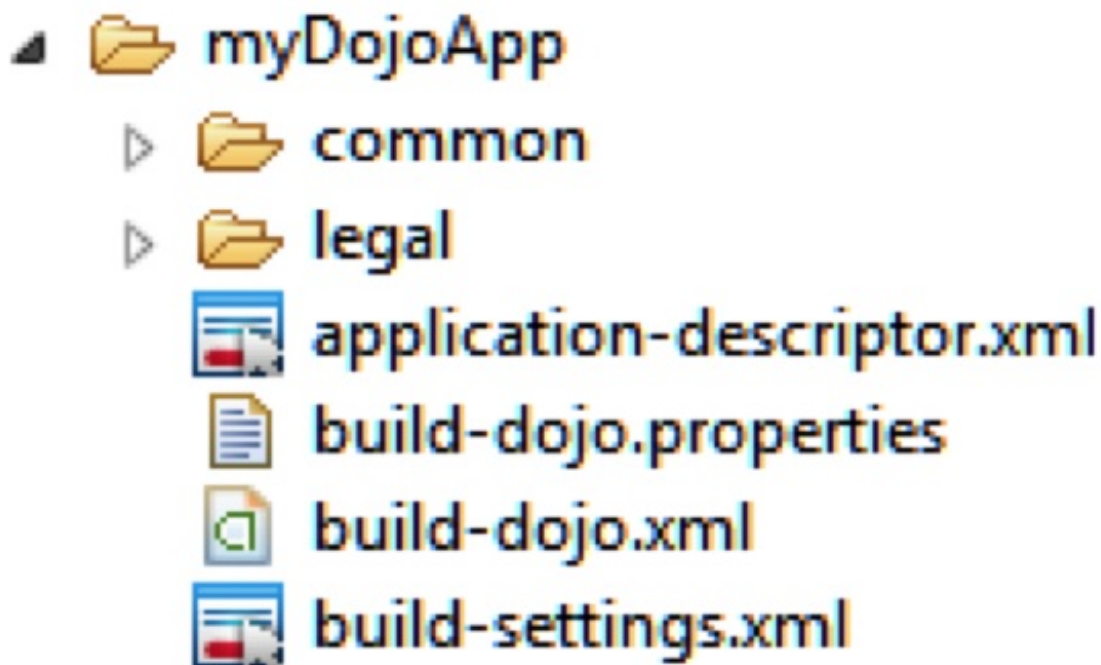 myDojoApp
common
legal
application-descriptor.xml
build-dojo.properties
build-dojo.xml
build-settings.xml